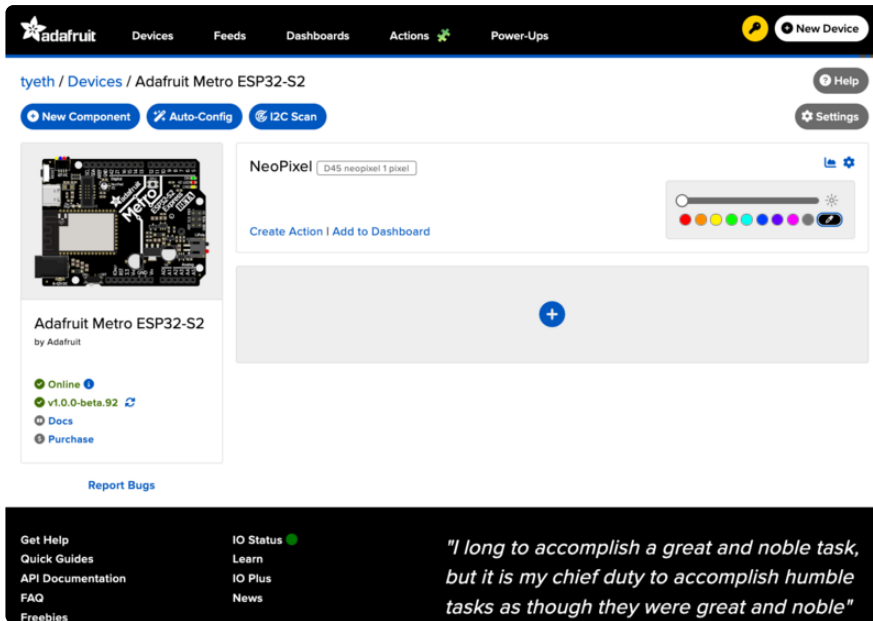 adafruit Devices Feeds Dashboards Actions Power-Ups New Device
tyeth / Devices / Adafruit Metro ESP32-S2 Help
New Component Auto-Config I2C Scan Settings
NeoPixel D45 neopixel 1 pixel
Create Action | Add to Dashboard
Adafruit Metro ESP32-S2
by Adafruit
Online
v1.0.0-beta.92
Docs
Purchase
Report Bugs
Get Help
Quick Guides
API Documentation
FAQ
Freebies
IO Status
Learn
IO Plus
News
"I long to accomplish a great and noble task,
but it is my chief duty to accomplish humble
tasks as though they were great and noble"